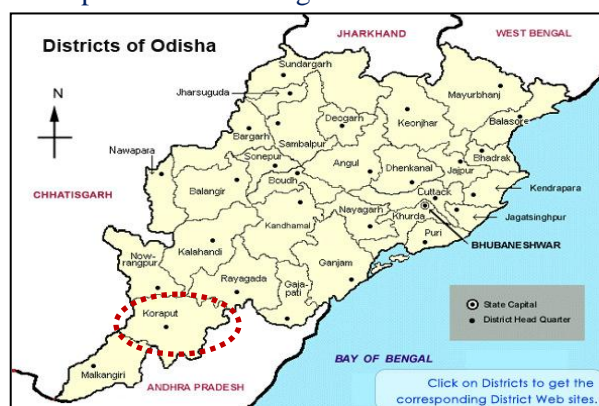 Districts of Odisha
JHARKHAND
WEST BENGAL
Sundargarh
Jharsuguda
Mayurbhanj
N
Deogarh
Keonjhar
Balasore
Bargarh
Sambalpur
Nawapara
Sonepur
Angul
Dhenkanal
Bhadrak
Jajpur
CHHATISGARH
Balangir
Boudh
Cuttack
Kendrapara
Kandhamal
Nayagarh
Khurda
Jagatsinghpur
Kalahandi
Puri
BHUBANESHWAR
Now-
rangpur
Rayagada
Gaja-
pati
Ganjam
Koraput
State Capital
District Head Quarter
Malkangiri
BAY OF BENGAL
ANDHRA PRADESH
Click on Districts to get the
corresponding District Web sites.